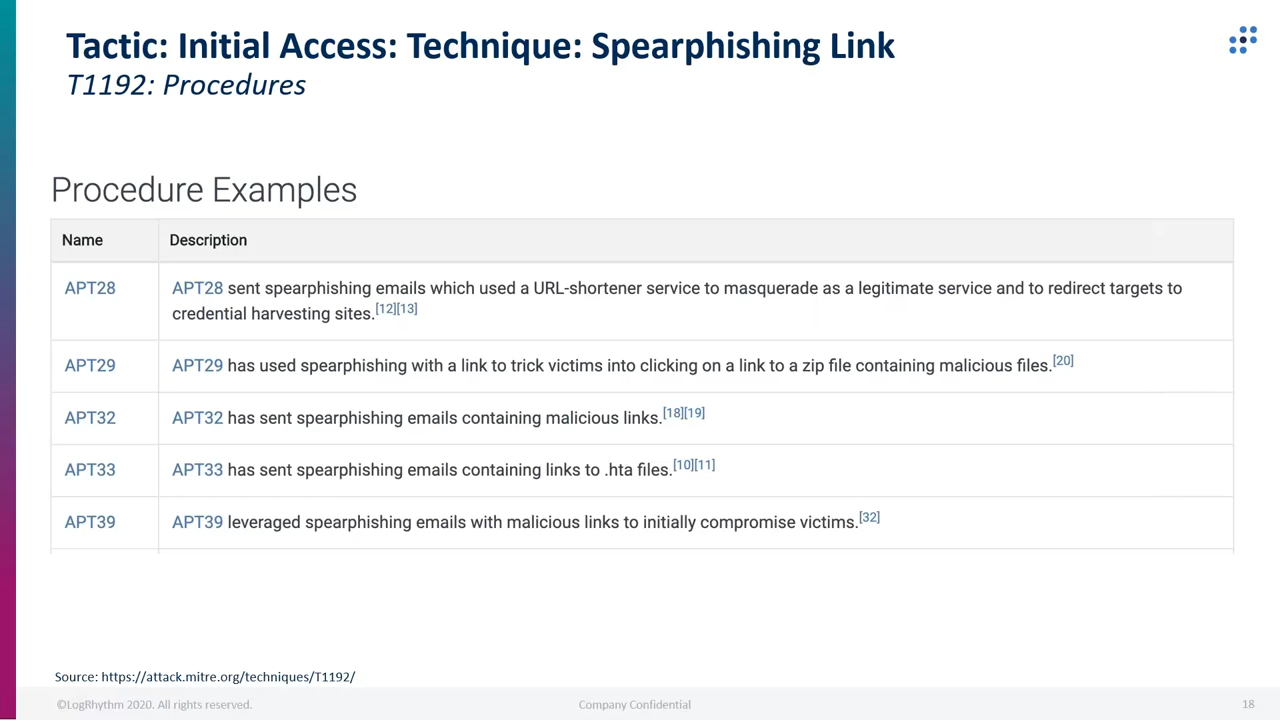 Tactic: Initial Access: Technique: Spearphishing Link
T1192: Procedures
Procedure Examples
Name Description
APT28 APT28 sent spearphishing emails which used a URL-shortener service to masquerade as a legitimate service and to redirect targets to
credential harvesting sites.[12][13]
APT29 APT29 has used spearphishing with a link to trick victims into clicking on a link to a zip file containing malicious files.[20]
APT32 APT32 has sent spearphishing emails containing malicious links.[18][19]
APT33 APT33 has sent spearphishing emails containing links to .hta files.[10][11]
APT39 APT39 leveraged spearphishing emails with malicious links to initially compromise victims.[32]
Source: https://attack.mitre.org/techniques/T1192/
©LogRhythm 2020. All rights reserved. Company Confidential 18